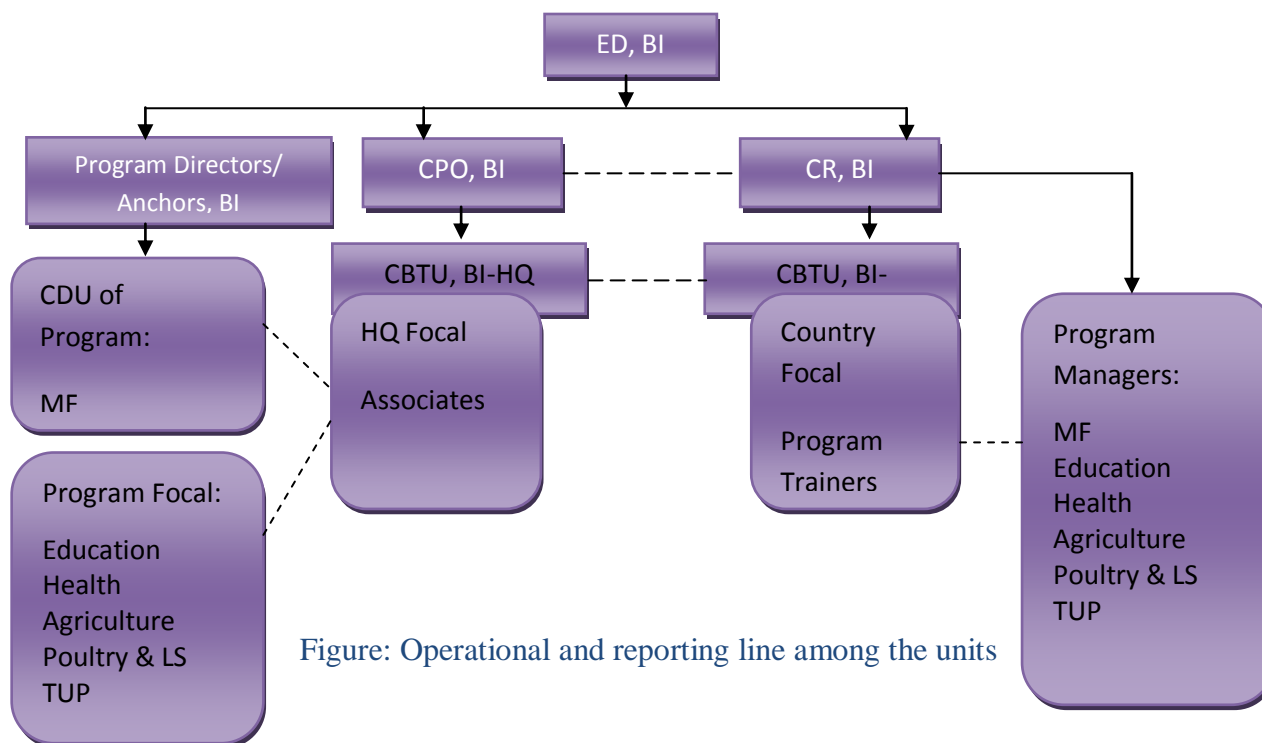 ED, BI
Program Directors/
Anchors, BI
CPO, BI
CR, BI
CBTU, BI-HQ
CBTU, BI-
CDU of
Program:
MF
HQ Focal
Associates
Country
Focal
Program
Trainers
Program
Managers:
MF
Education
Health
Agriculture
Poultry & LS
TUP
Program Focal:
Education
Health
Agriculture
Poultry & LS
TUP
Figure: Operational and reporting line among the units